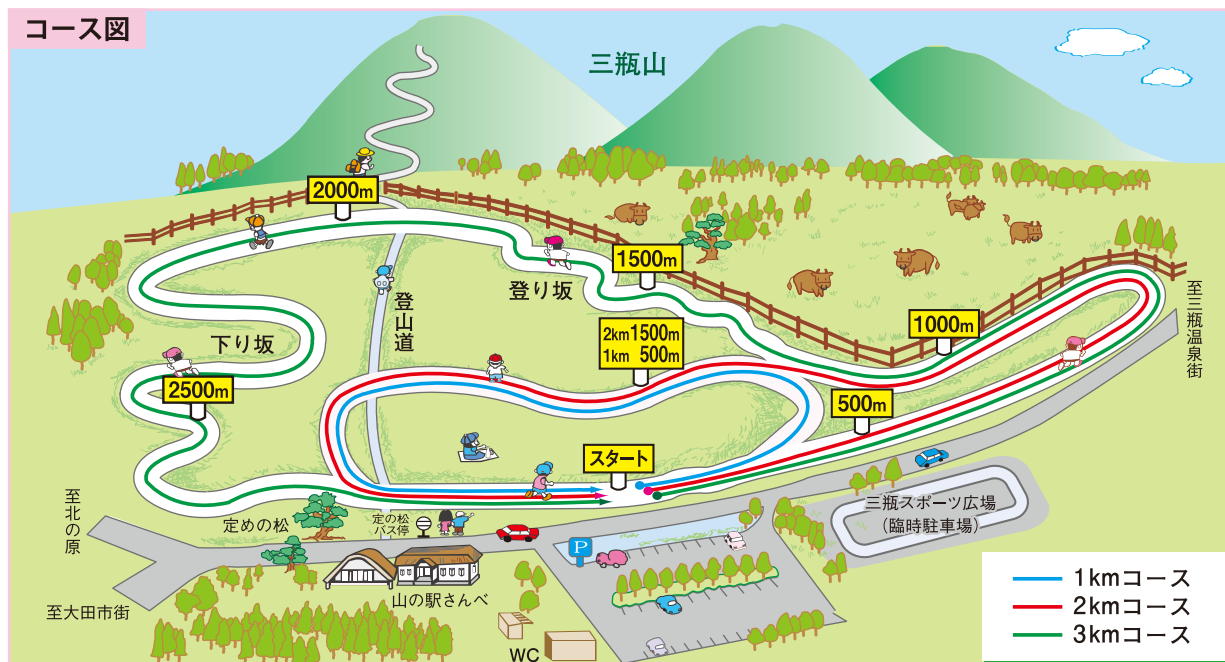 コース図
三瓶山
2000m
登り坂
1500m
2km 1500m
1km 500m
1000m
至三瓶温泉街
登山道
下り坂
2500m
500m
スタート
至北の原
定めの松
定の松
バス停
三瓶スポーツ広場
（臨時駐車場）
P
山の駅さんべ
至大田市街
WC
1kmコース
2kmコース
3kmコース